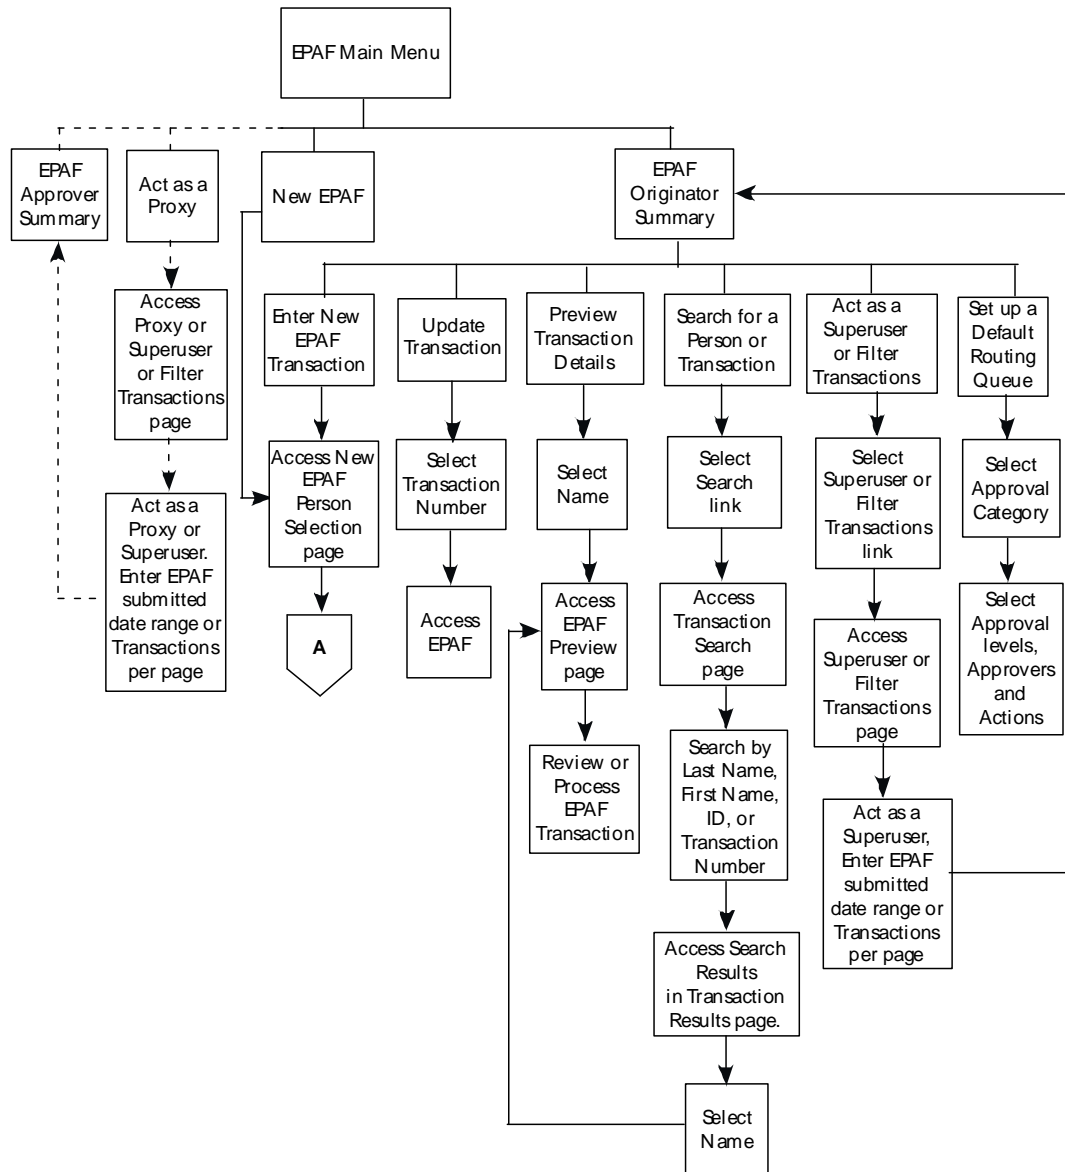 EPAF Main Menu
EPAF
Approver
Summary
Act as a
Proxy
New EPAF
EPAF
Originator
Summary
Access
Proxy or
Superuser
or Filter
Transactions
page
Enter New
EPAF
Transaction
Update
Transaction
Preview
Transaction
Details
Search for a
Person or
Transaction
Act as a
Superuser
or Filter
Transactions
Set up a
Default
Routing
Queue
Act as a
Proxy or
Superuser.
Enter EPAF
submitted
date range or
Transactions
per page
Access New
EPAF
Person
Selection
page
Select
Transaction
Number
Select
Name
Select
Search
link
Select
Superuser or
Filter
Transactions
link
Select
Approval
Category
A
Access
EPAF
Access
EPAF
Preview
page
Access
Transaction
Search
page
Access
Superuser or
Filter
Transactions
page
Select
Approval
levels,
Approvers
and
Actions
Review or
Process
EPAF
Transaction
Search by
Last Name,
First Name,
ID, or
Transaction
Number
Act as a
Superuser,
Enter EPAF
submitted
date range or
Transactions
per page
Access Search
Results
in Transaction
Results page.
Select
Name